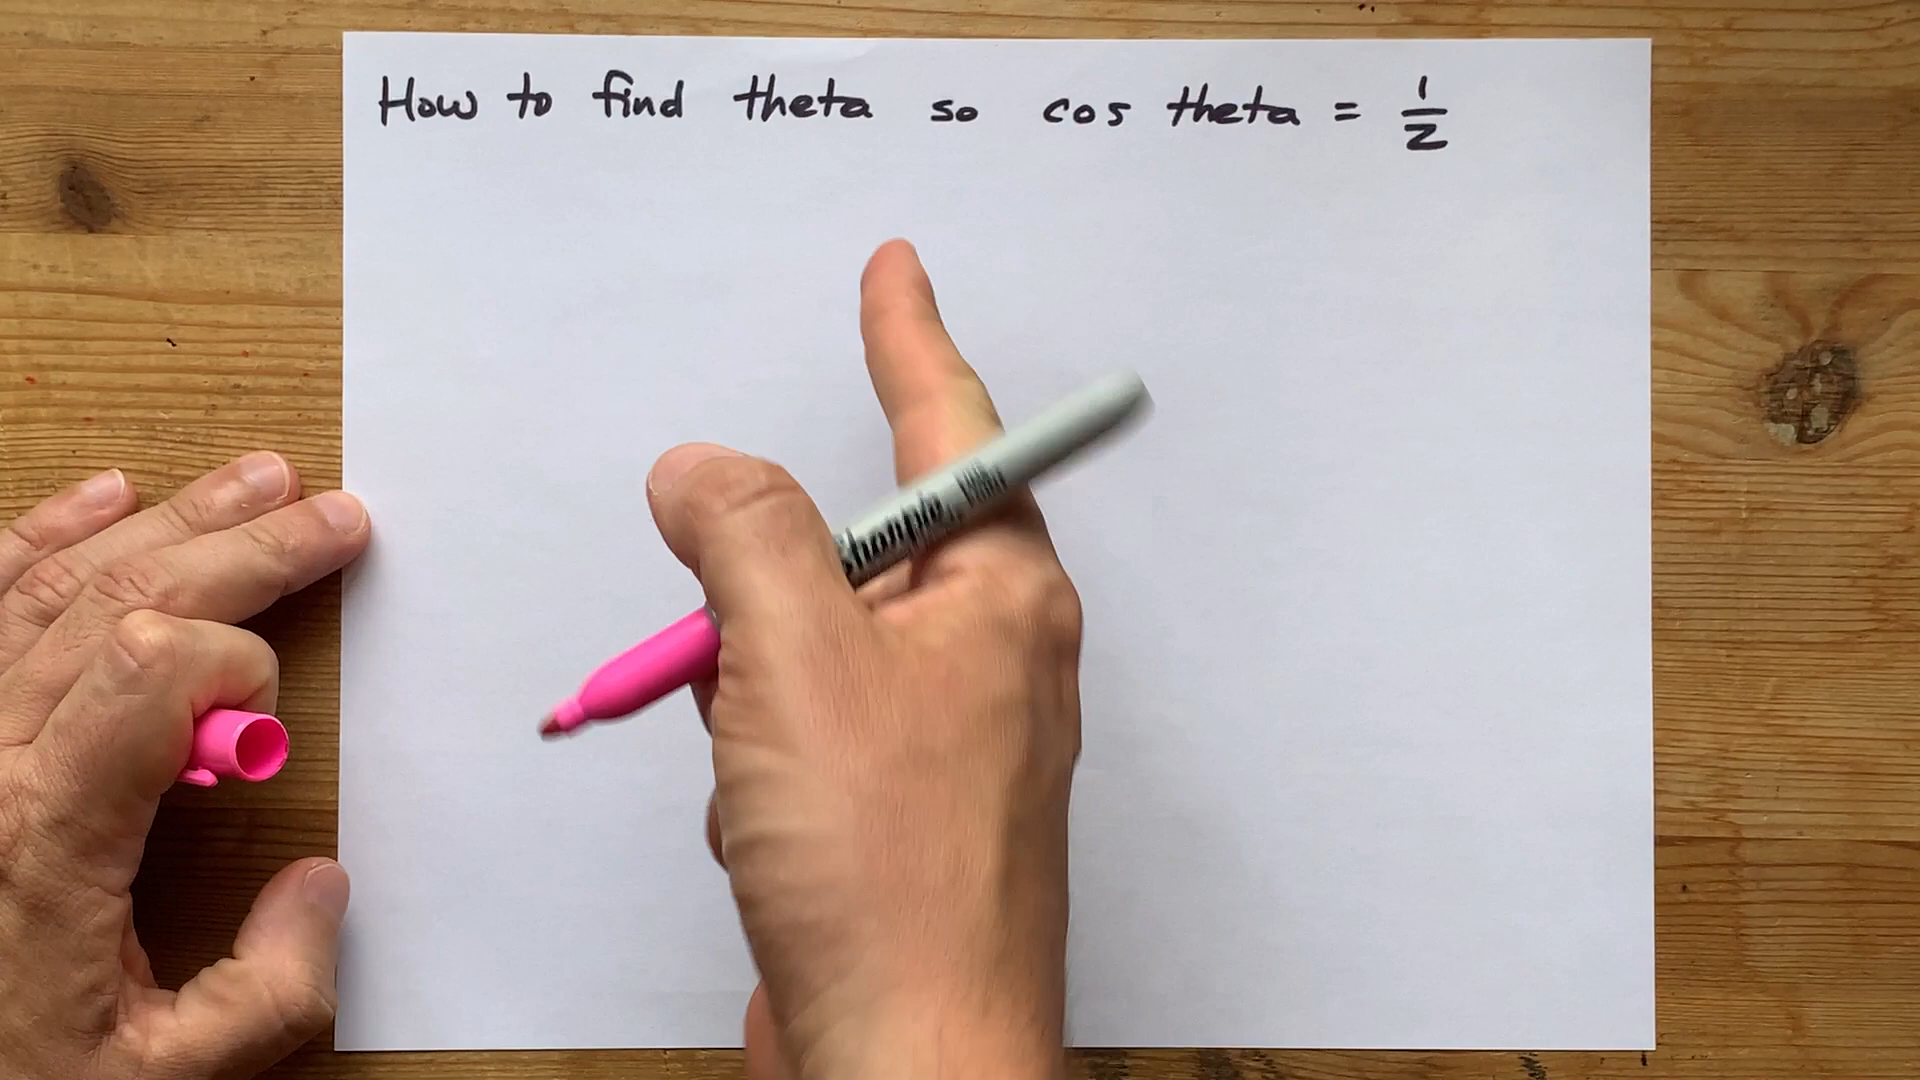 How to find theta so cos theta = 1/2